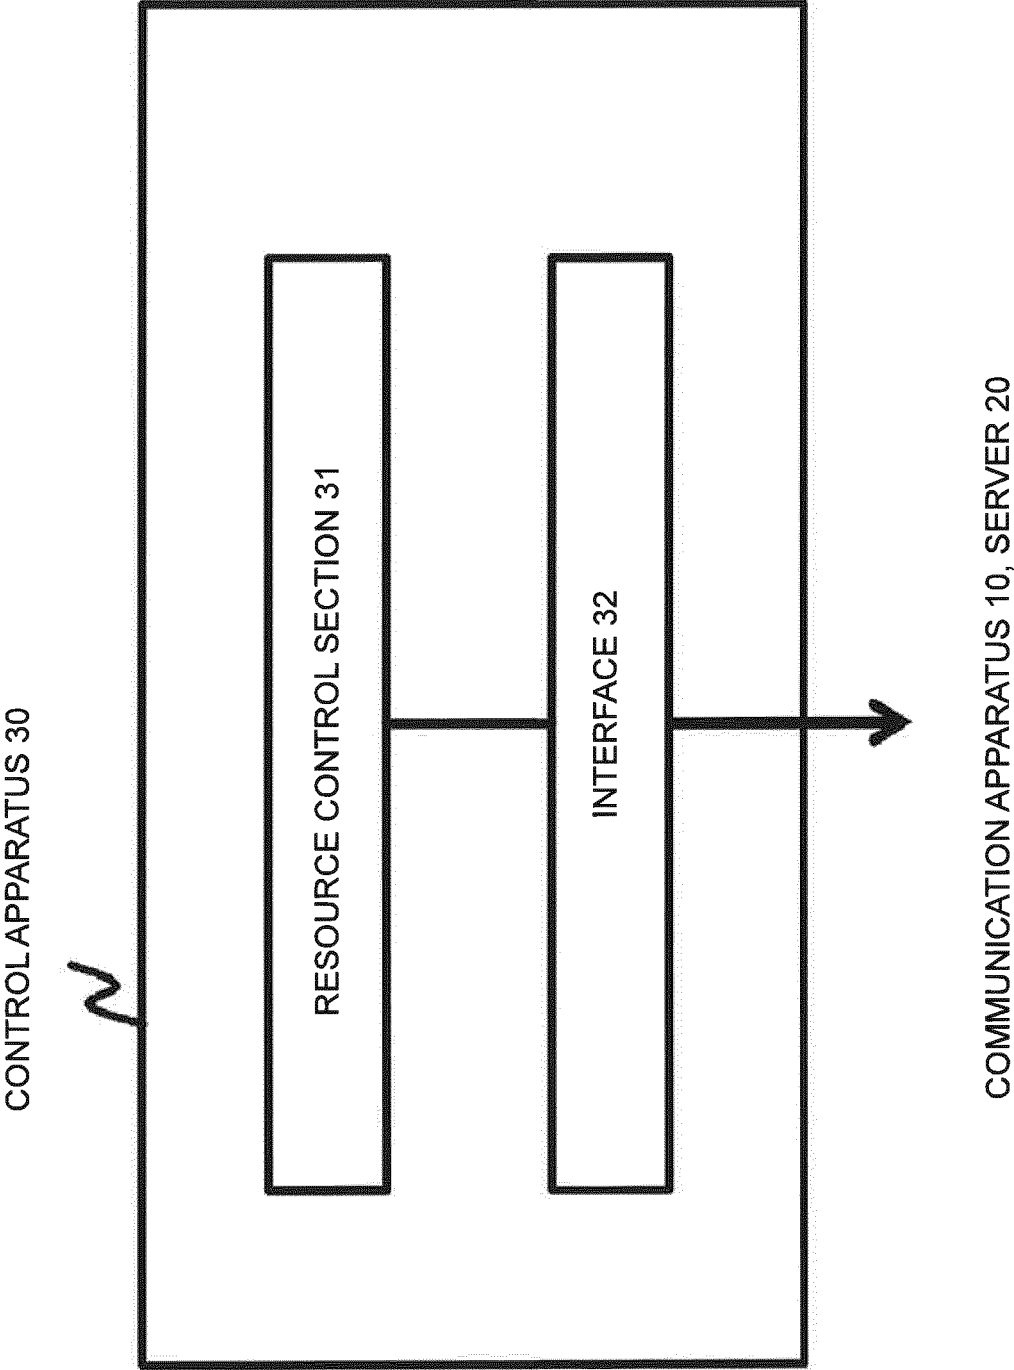 CONTROL APPARATUS 30
RESOURCE CONTROL SECTION 31
INTERFACE 32
COMMUNICATION APPARATUS 10, SERVER 20